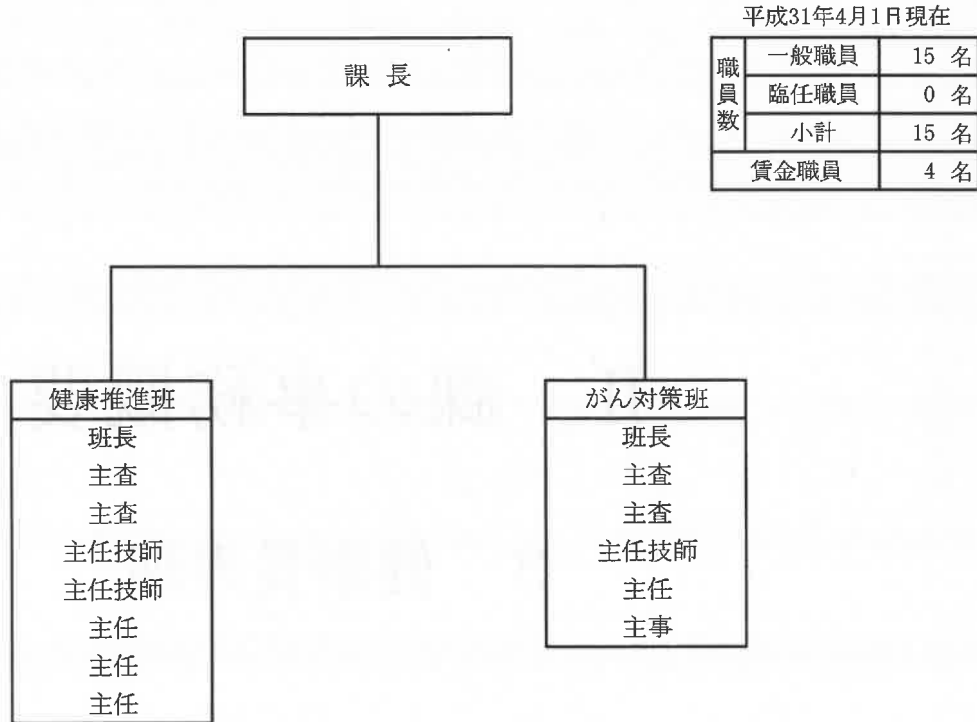 平成31年4月1日現在
職員数
一般職員 15 名
臨任職員 0 名
小計 15 名
賃金職員 4 名
課 長
健康推進班
班長
主査
主査
主任技師
主任技師
主任
主任
主任
がん対策班
班長
主査
主査
主任技師
主任
主事